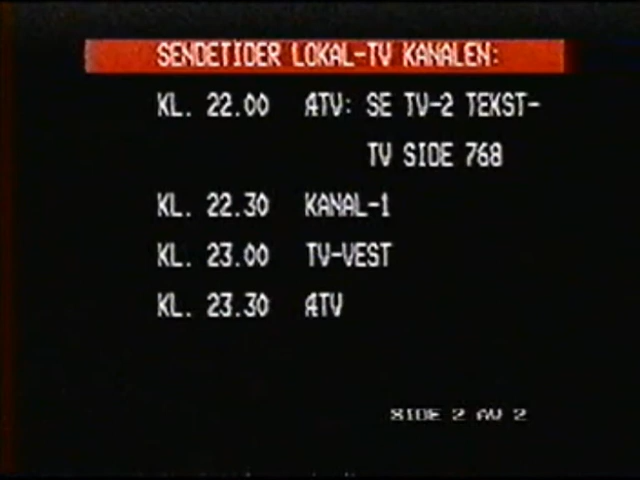 SENDETIDER LOKAL-TV KANALEN:
KL. 22.00 ATV: SE TV-2 TEKST-
TV SIDE 768
KL. 22.30 KANAL-1
KL. 23.00 TV-VEST
KL. 23.30 ATV
SIDE 2 AV 2